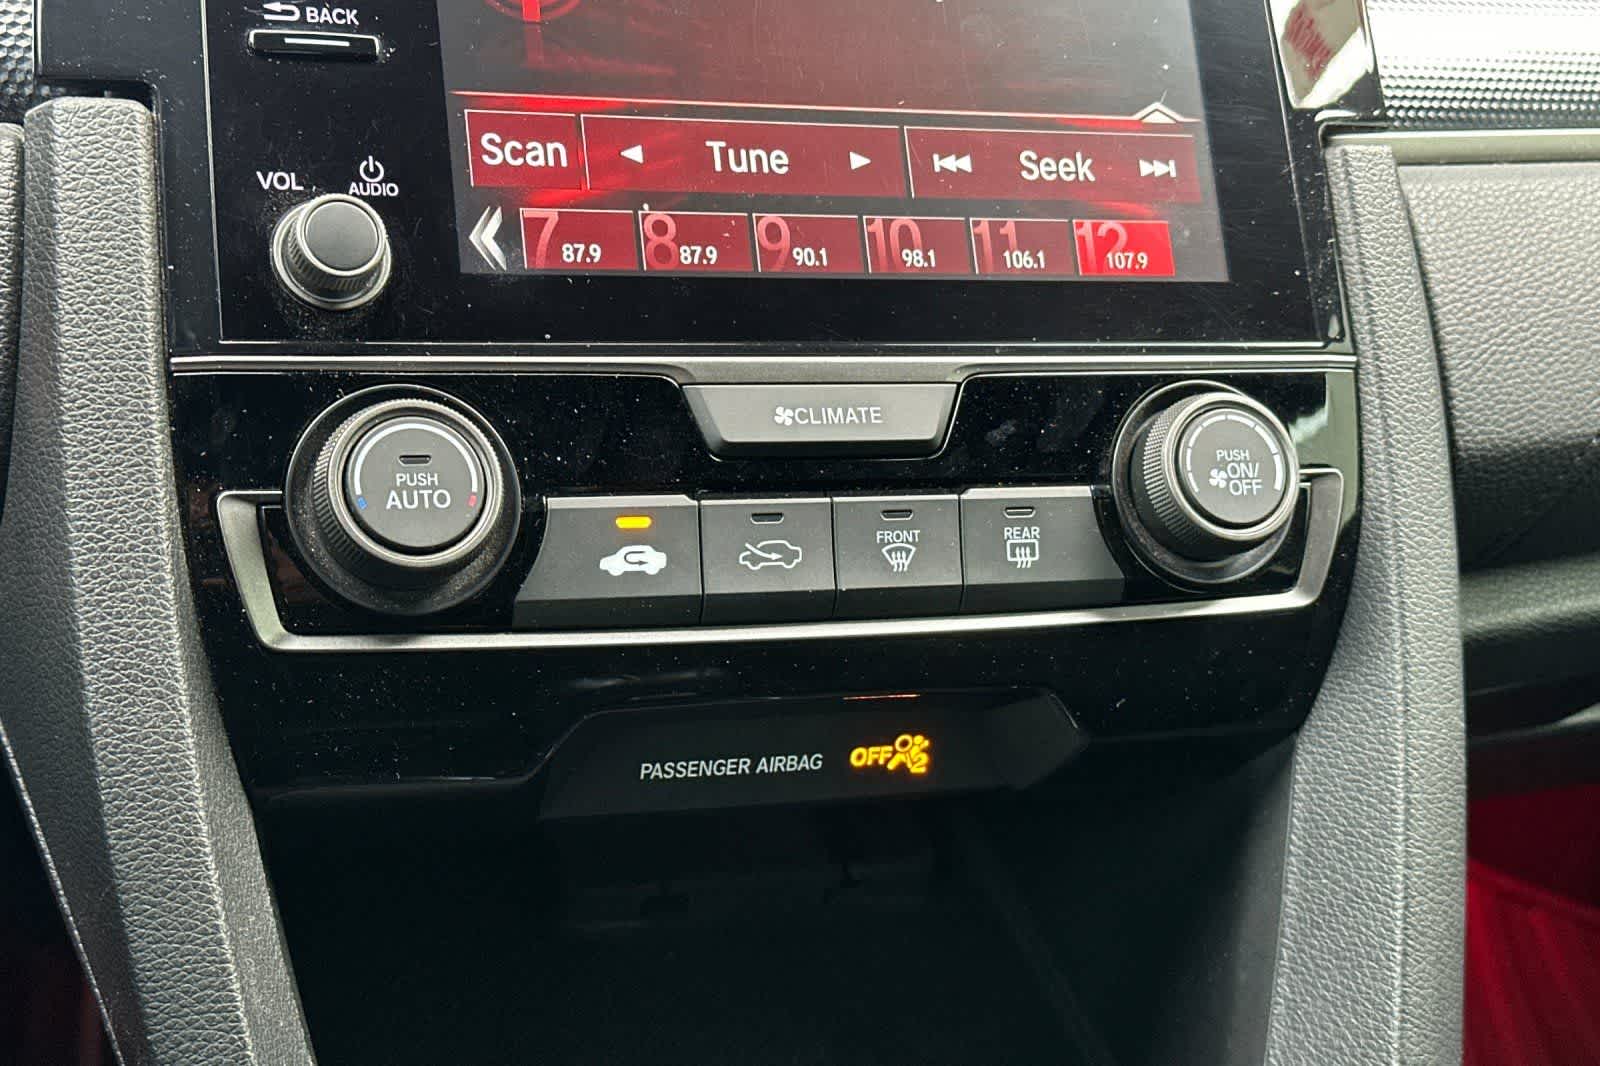 BACK
VOL
AUDIO
Scan
Tune
Seek
7 87.9
8 87.9
9 90.1
10 98.1
11 106.1
12 107.9
CLIMATE
PUSH
AUTO
PUSH
ON/
OFF
FRONT
REAR
PASSENGER AIRBAG OFF 2